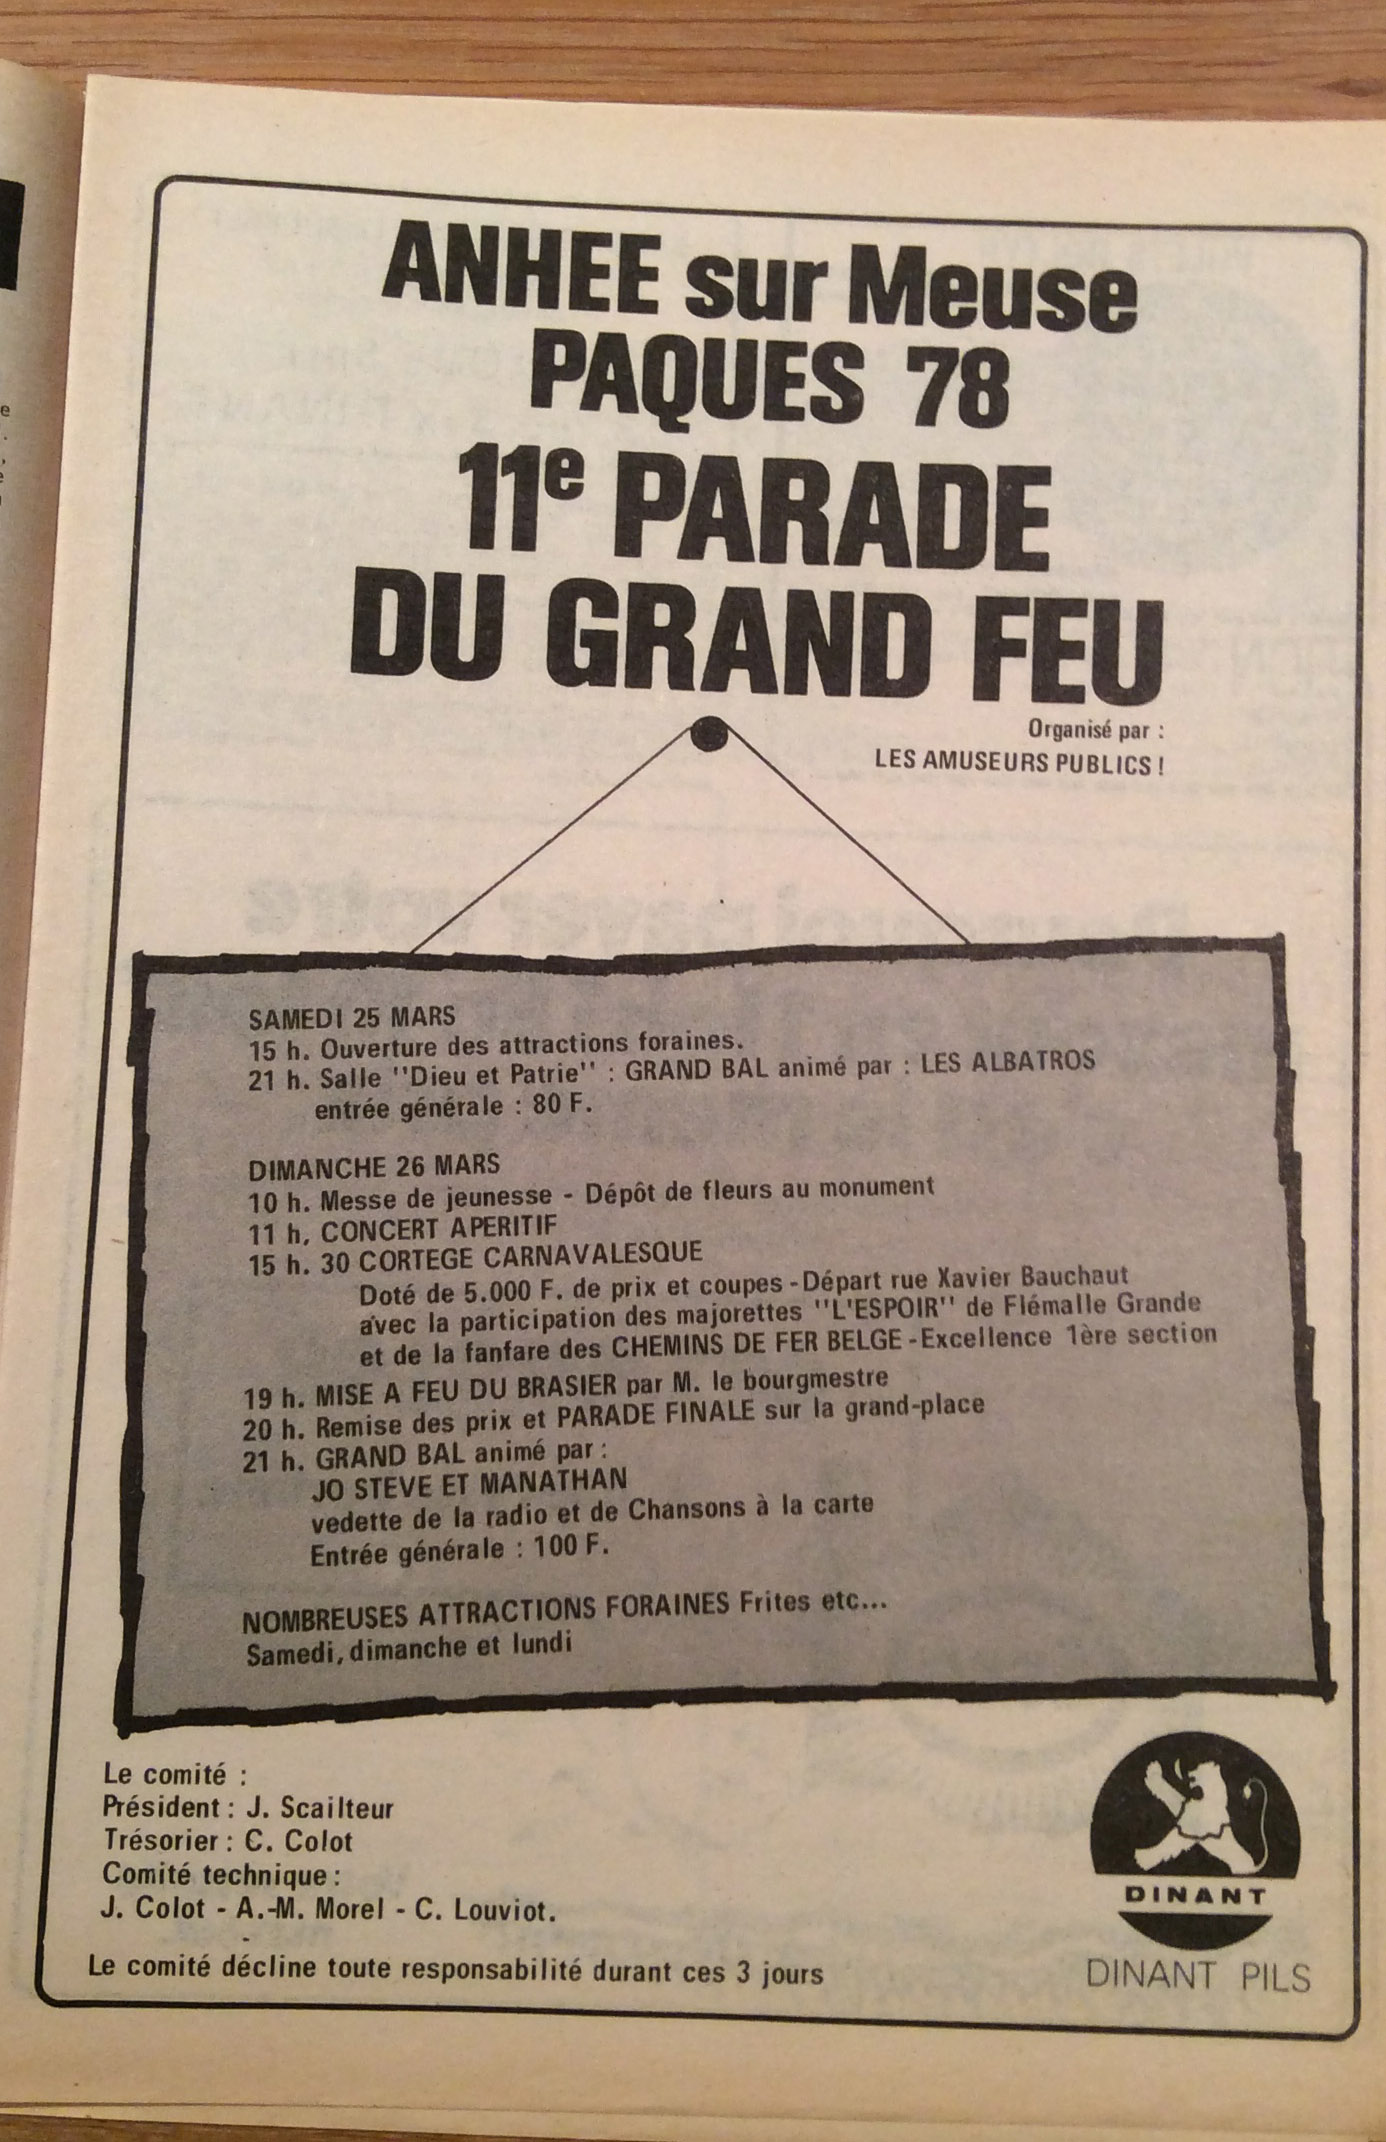 ANHEE sur Meuse
PAQUES 78
11e PARADE
DU GRAND FEU
Organisé par :
LES AMUSEURS PUBLICS !
SAMEDI 25 MARS
15 h. Ouverture des attractions foraines.
21 h. Salle ''Dieu et Patrie'' : GRAND BAL animé par : LES ALBATROS
entrée générale : 80 F.
DIMANCHE 26 MARS
10 h. Messe de jeunesse - Dépôt de fleurs au monument
11 h, CONCERT APERITIF
15 h. 30 CORTEGE CARNAVALESQUE
Doté de 5.000 F. de prix et coupes - Départ rue Xavier Bauchaut
avec la participation des majorettes ''L'ESPOIR'' de Flémalle Grande
et de la fanfare des CHEMINS DE FER BELGE - Excellence 1ère section
19 h. MISE A FEU DU BRASIER par M. le bourgmestre
20 h. Remise des prix et PARADE FINALE sur la grand-place
21 h. GRAND BAL animé par :
JO STEVE ET MANATHAN
vedette de la radio et de Chansons à la carte
Entrée générale : 100 F.
NOMBREUSES ATTRACTIONS FORAINES Frites etc...
Samedi, dimanche et lundi
Le comité :
Président : J. Scailteur
Trésorier : C. Colot
Comité technique :
J. Colot - A.-M. Morel - C. Louviot.
Le comité décline toute responsabilité durant ces 3 jours
DINANT
DINANT PILS